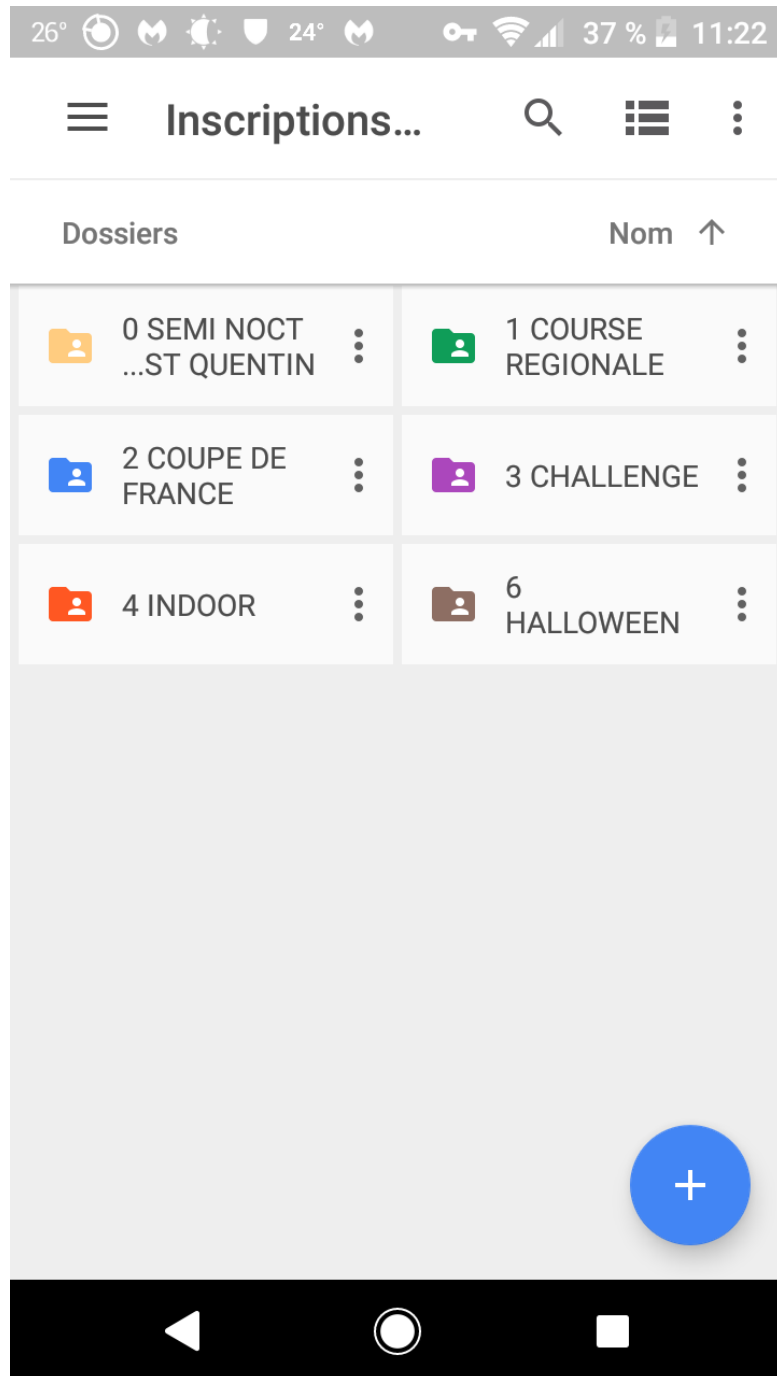 26° 24° 37 % 11:22
Inscriptions…
Dossiers Nom
0 SEMI NOCT
...ST QUENTIN
1 COURSE
REGIONALE
2 COUPE DE
FRANCE
3 CHALLENGE
4 INDOOR
6
HALLOWEEN